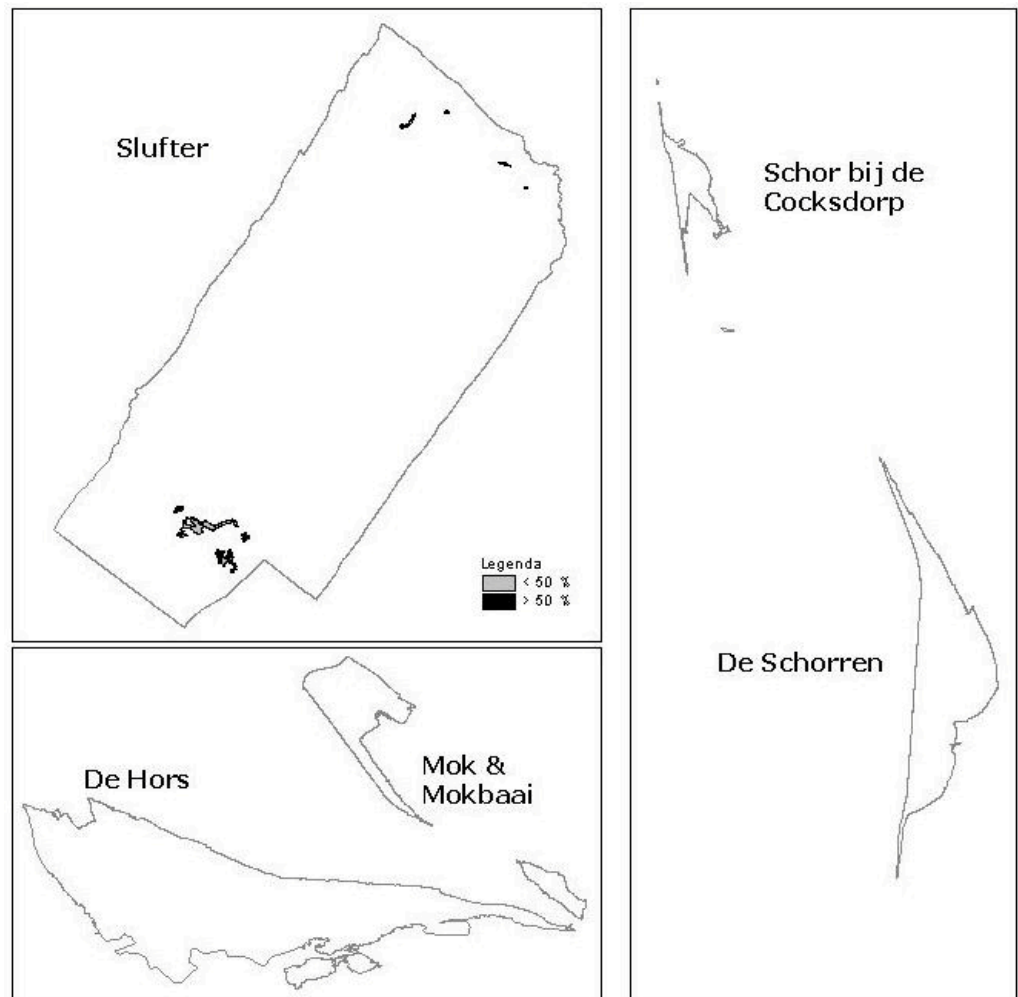 Slufter
Legenda
< 50 %
> 50 %
De Hors
Mok &
Mokbaai
Schor bij de
Cocksdorp
De Schorren